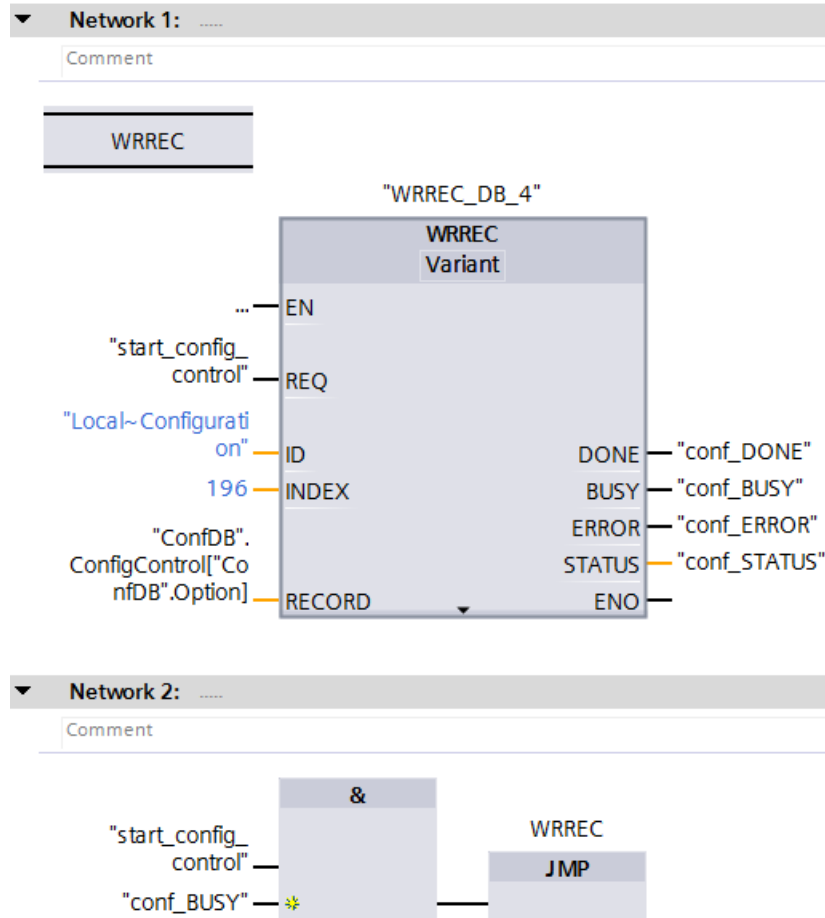 Network 1: .....
Comment
WRREC
"WRREC_DB_4"
WRREC
Variant
... EN
"start_config_
control" REQ
"Local~Configurati
on" ID DONE "conf_DONE"
196 INDEX BUSY "conf_BUSY"
ERROR "conf_ERROR"
"ConfDB".
ConfigControl["Co
nfDB".Option] STATUS "conf_STATUS"
RECORD ENO
Network 2: .....
Comment
&
"start_config_
control"
WRREC
JMP
"conf_BUSY"